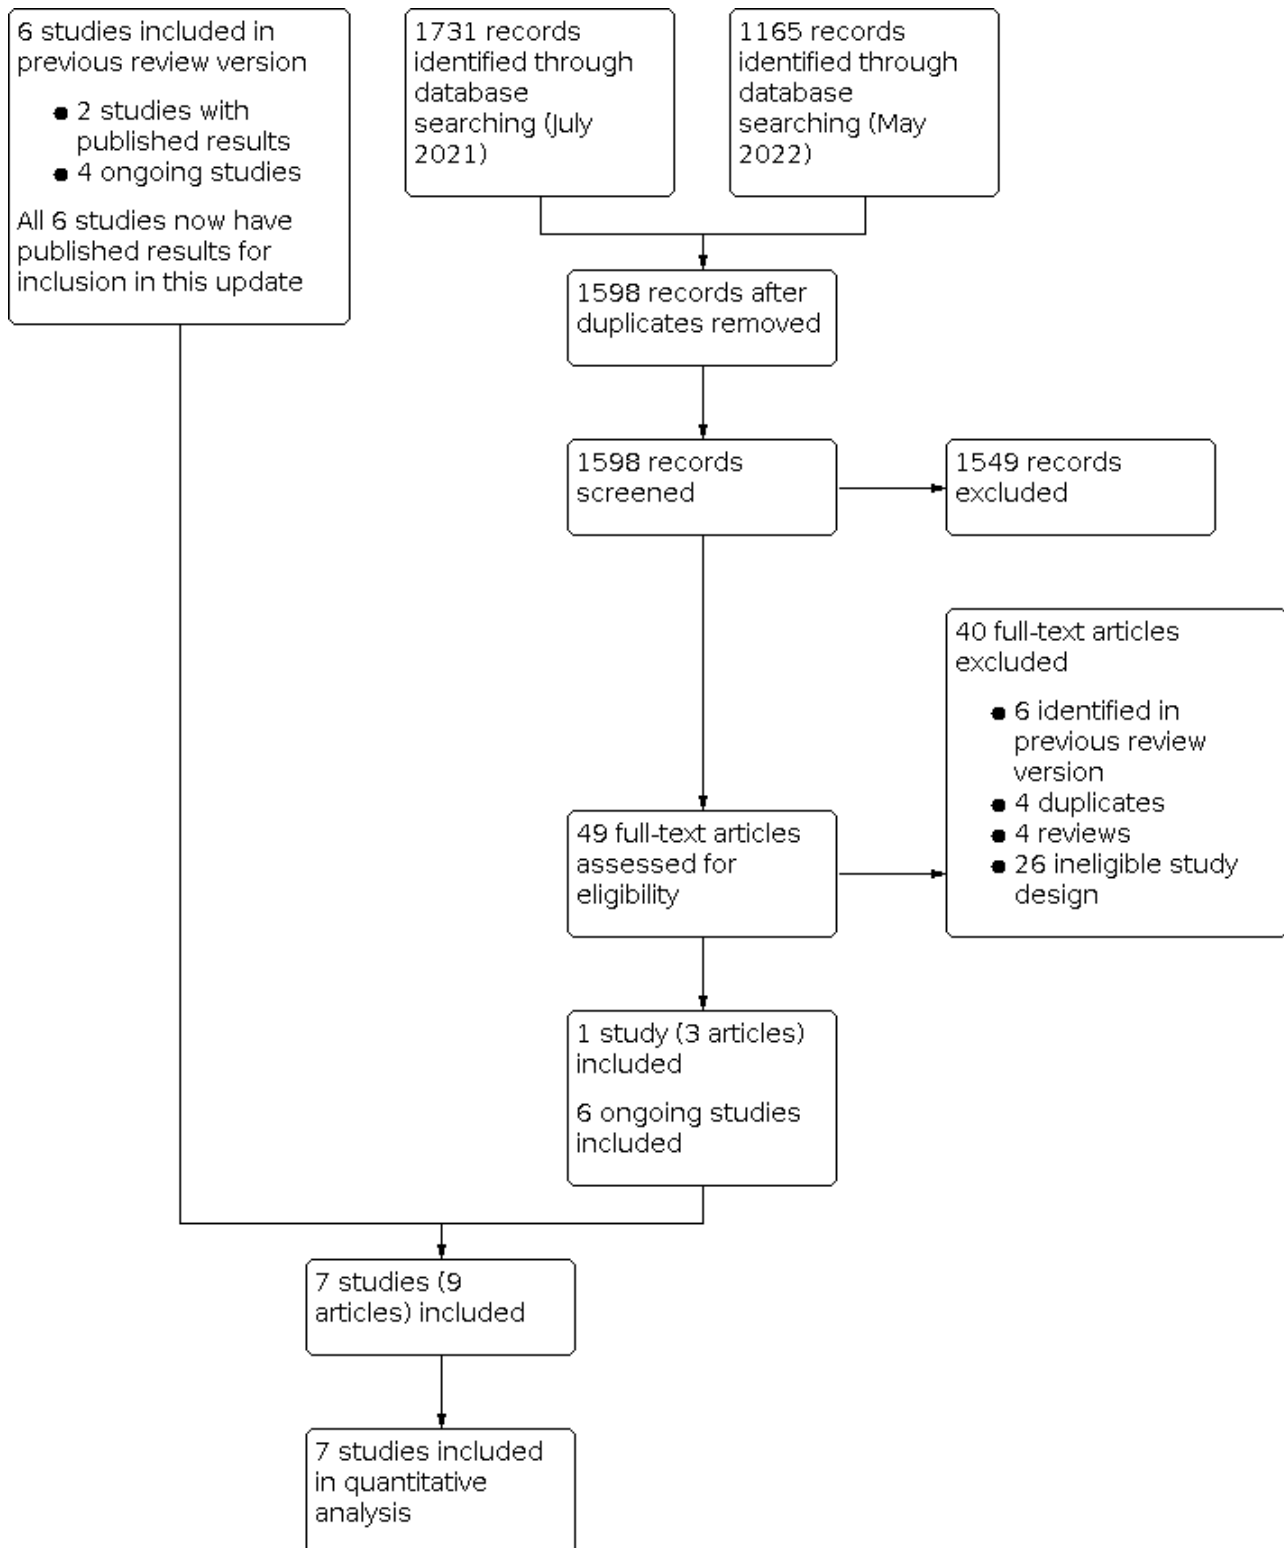 6 studies included in
previous review version
● 2 studies with
published results
● 4 ongoing studies
All 6 studies now have
published results for
inclusion in this update
1731 records
identified through
database
searching (July
2021)
1165 records
identified through
database
searching (May
2022)
1598 records after
duplicates removed
1598 records
screened
1549 records
excluded
40 full-text articles
excluded
● 6 identified in
previous review
version
● 4 duplicates
● 4 reviews
● 26 ineligible study
design
49 full-text articles
assessed for
eligibility
1 study (3 articles)
included
6 ongoing studies
included
7 studies (9
articles) included
7 studies included
in quantitative
analysis